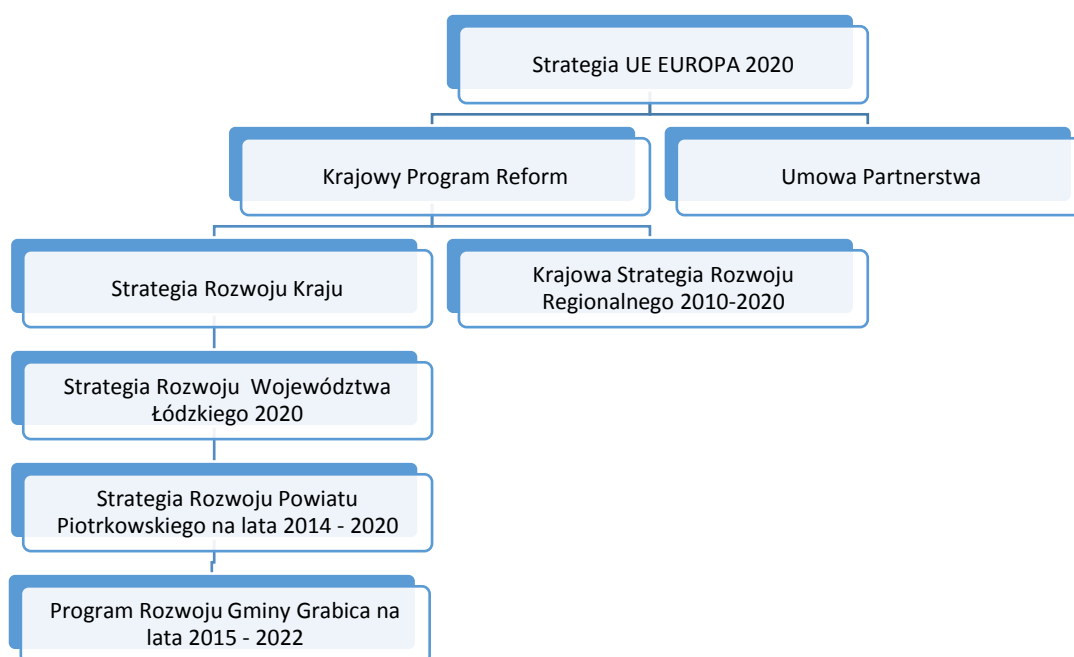 Strategia UE EUROPA 2020
Krajowy Program Reform
Umowa Partnerstwa
Strategia Rozwoju Kraju
Krajowa Strategia Rozwoju
Regionalnego 2010-2020
Strategia Rozwoju  Województwa
Łódzkiego 2020
Strategia Rozwoju Powiatu
Piotrkowskiego na lata 2014 - 2020
Program Rozwoju Gminy Grabica na
lata 2015 - 2022